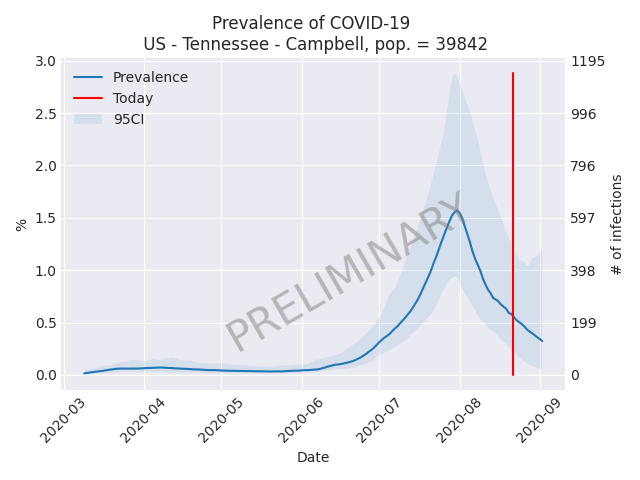 Prevalence of COVID-19
US - Tennessee - Campbell, pop. = 39842
3.0
2.5
2.0
1.5
1.0
0.5
0.0
%
Prevalence
Today
95CI
PRELIMINARY
1195
996
796
597
398
199
0
# of infections
2020-03
2020-04
2020-05
2020-06
2020-07
2020-08
2020-09
Date